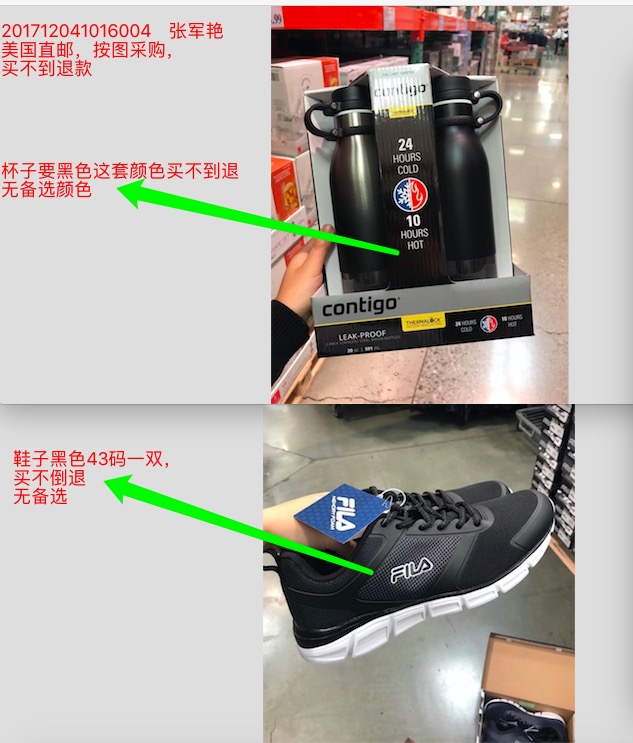 201712041016004 张军艳
美国直邮，按图采购，
买不到退款
.99
contigo
24
HOURS
COLD
10
HOURS
HOT
杯子要黑色这套颜色买不到退
无备选颜色
contigo
THERMALOCK
24 HOURS
COLD
10 HOURS
HOT
LEAK-PROOF
鞋子黑色43码一双，
买不倒退
无备选
FILA
MEMORY FOAM
FILA